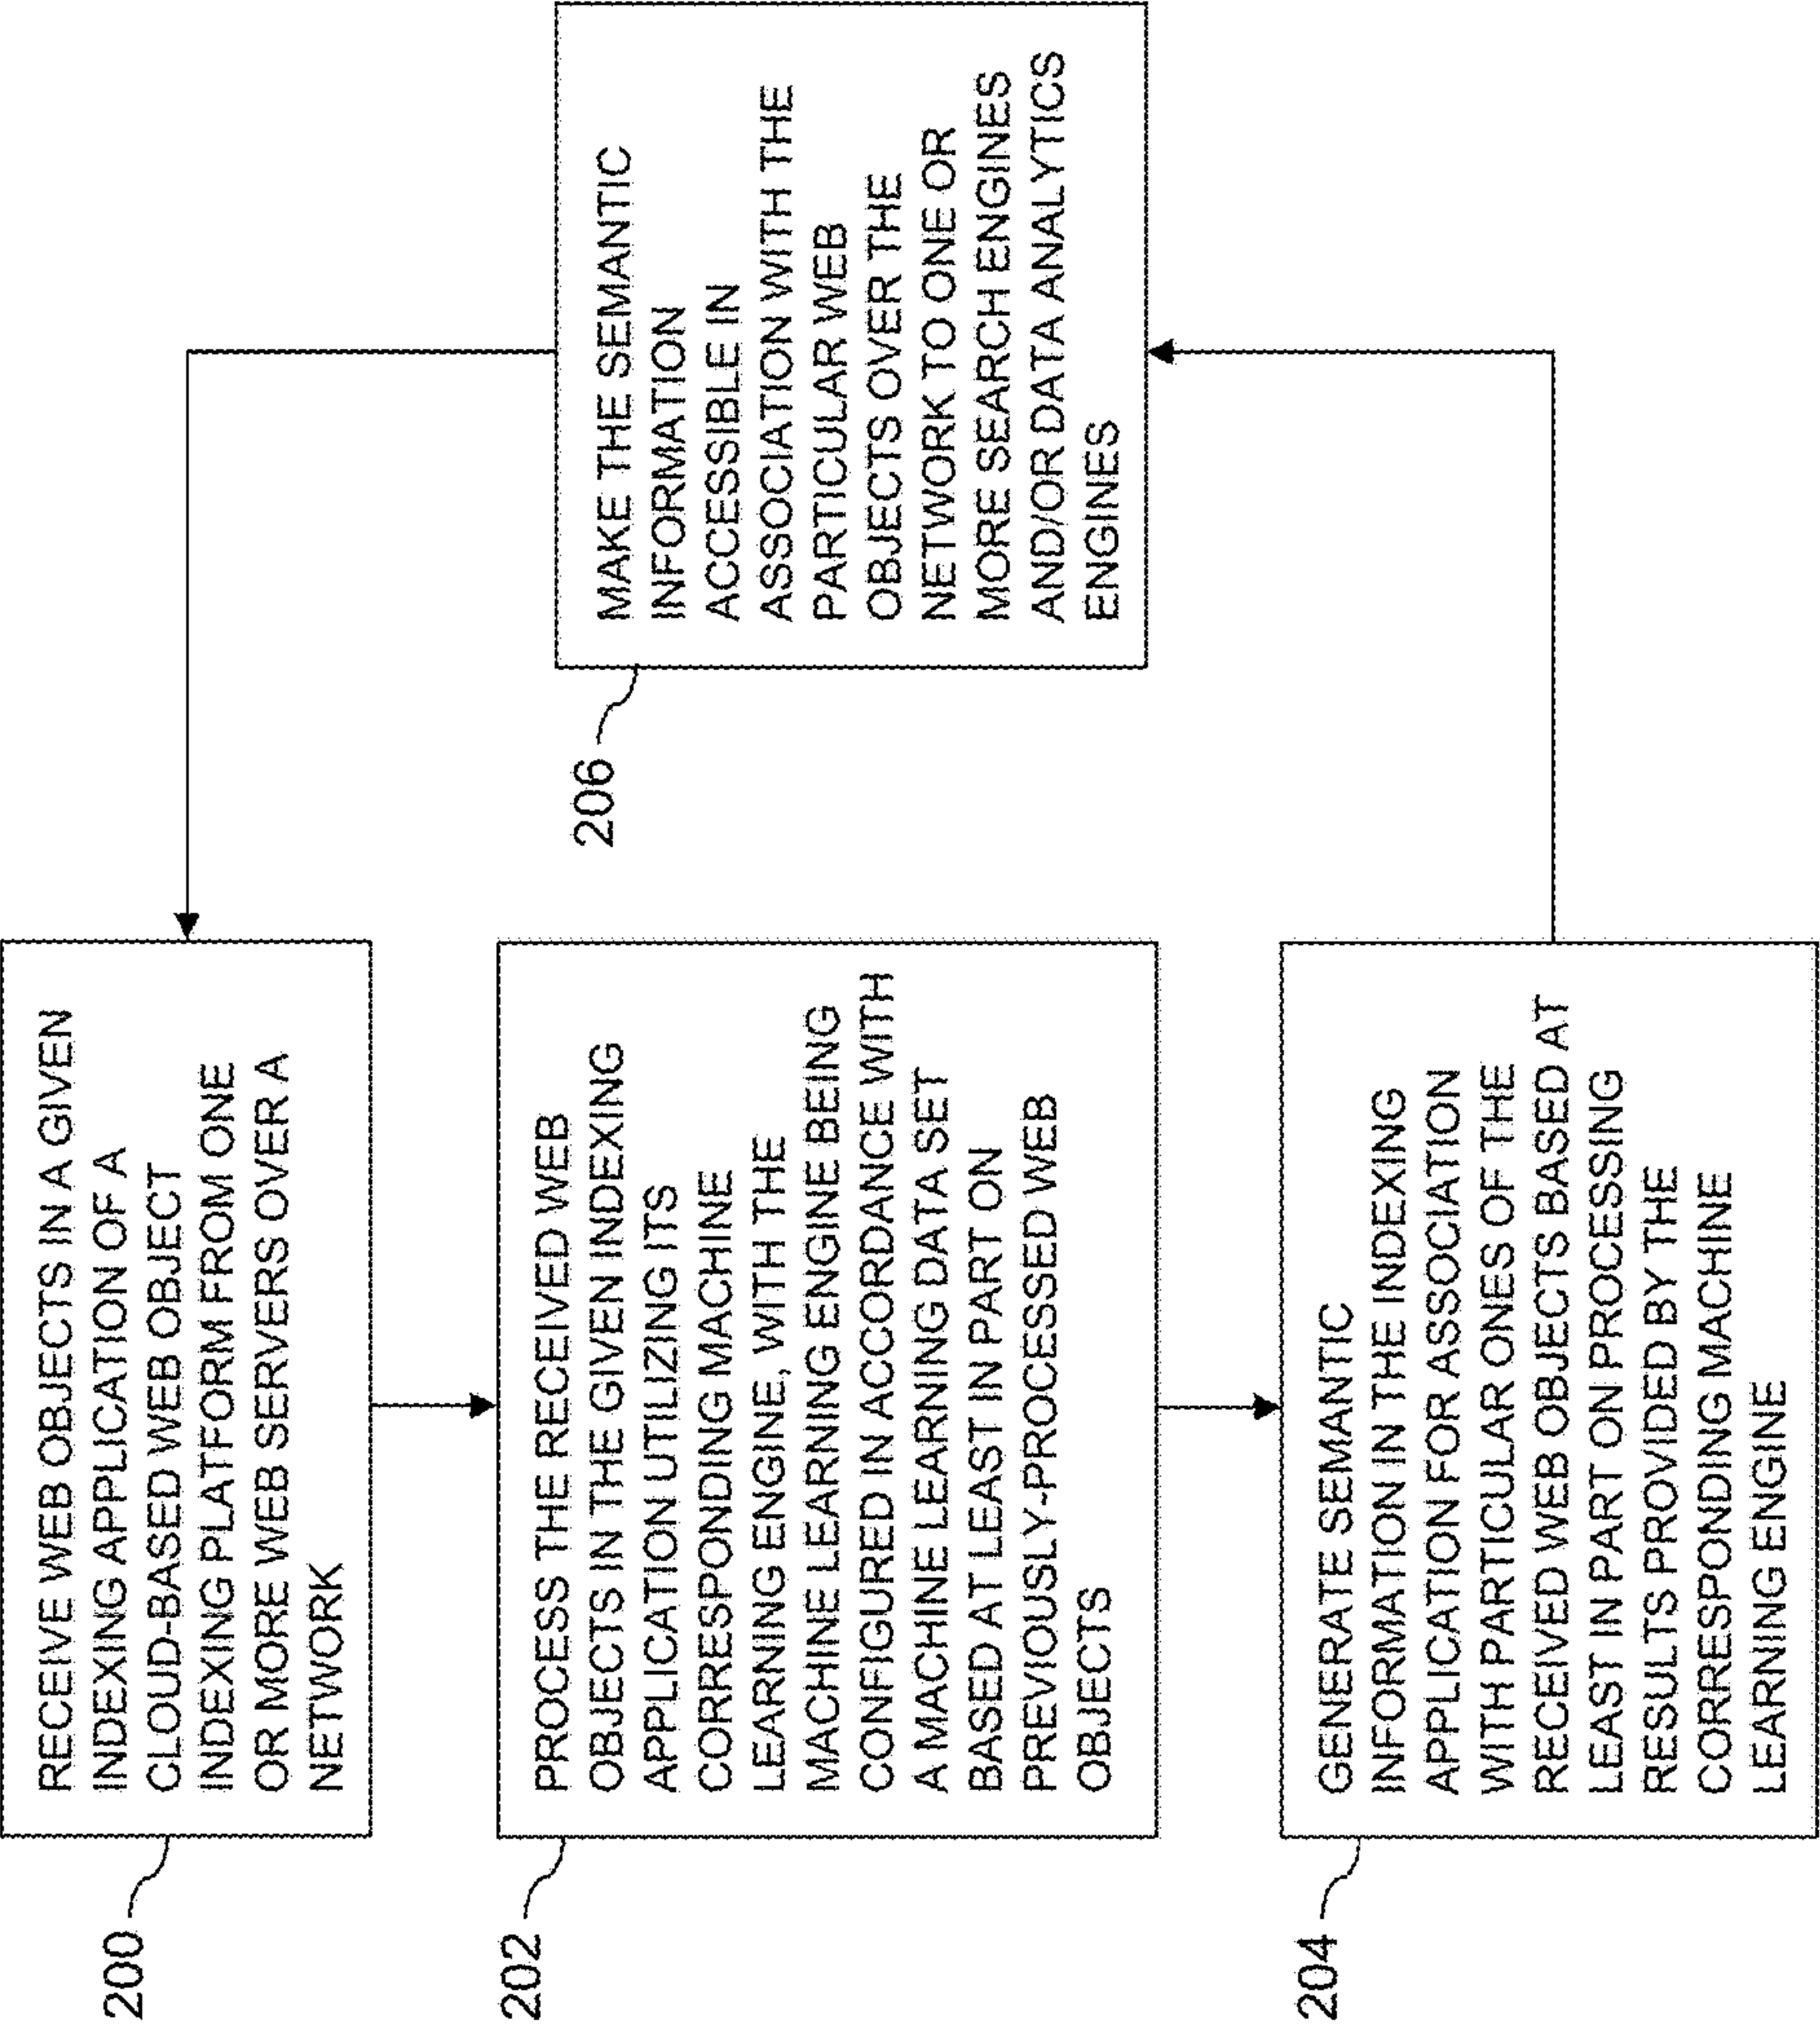 200
RECEIVE WEB OBJECTS IN A GIVEN
INDEXING APPLICATION OF A
CLOUD-BASED WEB OBJECT
INDEXING PLATFORM FROM ONE
OR MORE WEB SERVERS OVER A
NETWORK
202
PROCESS THE RECEIVED WEB
OBJECTS IN THE GIVEN INDEXING
APPLICATION UTILIZING ITS
CORRESPONDING MACHINE
LEARNING ENGINE, WITH THE
MACHINE LEARNING ENGINE BEING
CONFIGURED IN ACCORDANCE WITH
A MACHINE LEARNING DATA SET
BASED AT LEAST IN PART ON
PREVIOUSLY-PROCESSED WEB
OBJECTS
204
GENERATE SEMANTIC
INFORMATION IN THE INDEXING
APPLICATION FOR ASSOCIATION
WITH PARTICULAR ONES OF THE
RECEIVED WEB OBJECTS BASED AT
LEAST IN PART ON PROCESSING
RESULTS PROVIDED BY THE
CORRESPONDING MACHINE
LEARNING ENGINE
206
MAKE THE SEMANTIC
INFORMATION
ACCESSIBLE IN
ASSOCIATION WITH THE
PARTICULAR WEB
OBJECTS OVER THE
NETWORK TO ONE OR
MORE SEARCH ENGINES
AND/OR DATA ANALYTICS
ENGINES